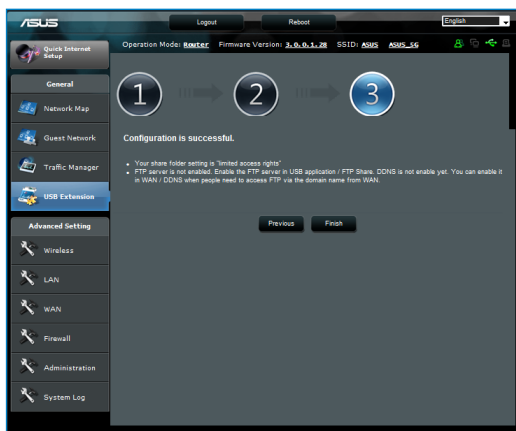 ASUS
Logout
Reboot
English
Quick Internet
Setup
Operation Mode: Router Firmware Version: 3.0.0.1.28 SSID: ASUS ASUS_5G
General
Network Map
Guest Network
Traffic Manager
USB Extension
Advanced Setting
Wireless
LAN
WAN
Firewall
Administration
System Log
1
2
3
Configuration is successful.
Your share folder setting is "limited access rights"
FTP server is not enabled. Enable the FTP server in USB application / FTP Share. DDNS is not enable yet. You can enable it
in WAN / DDNS when people need to access FTP via the domain name from WAN.
Previous
Finish